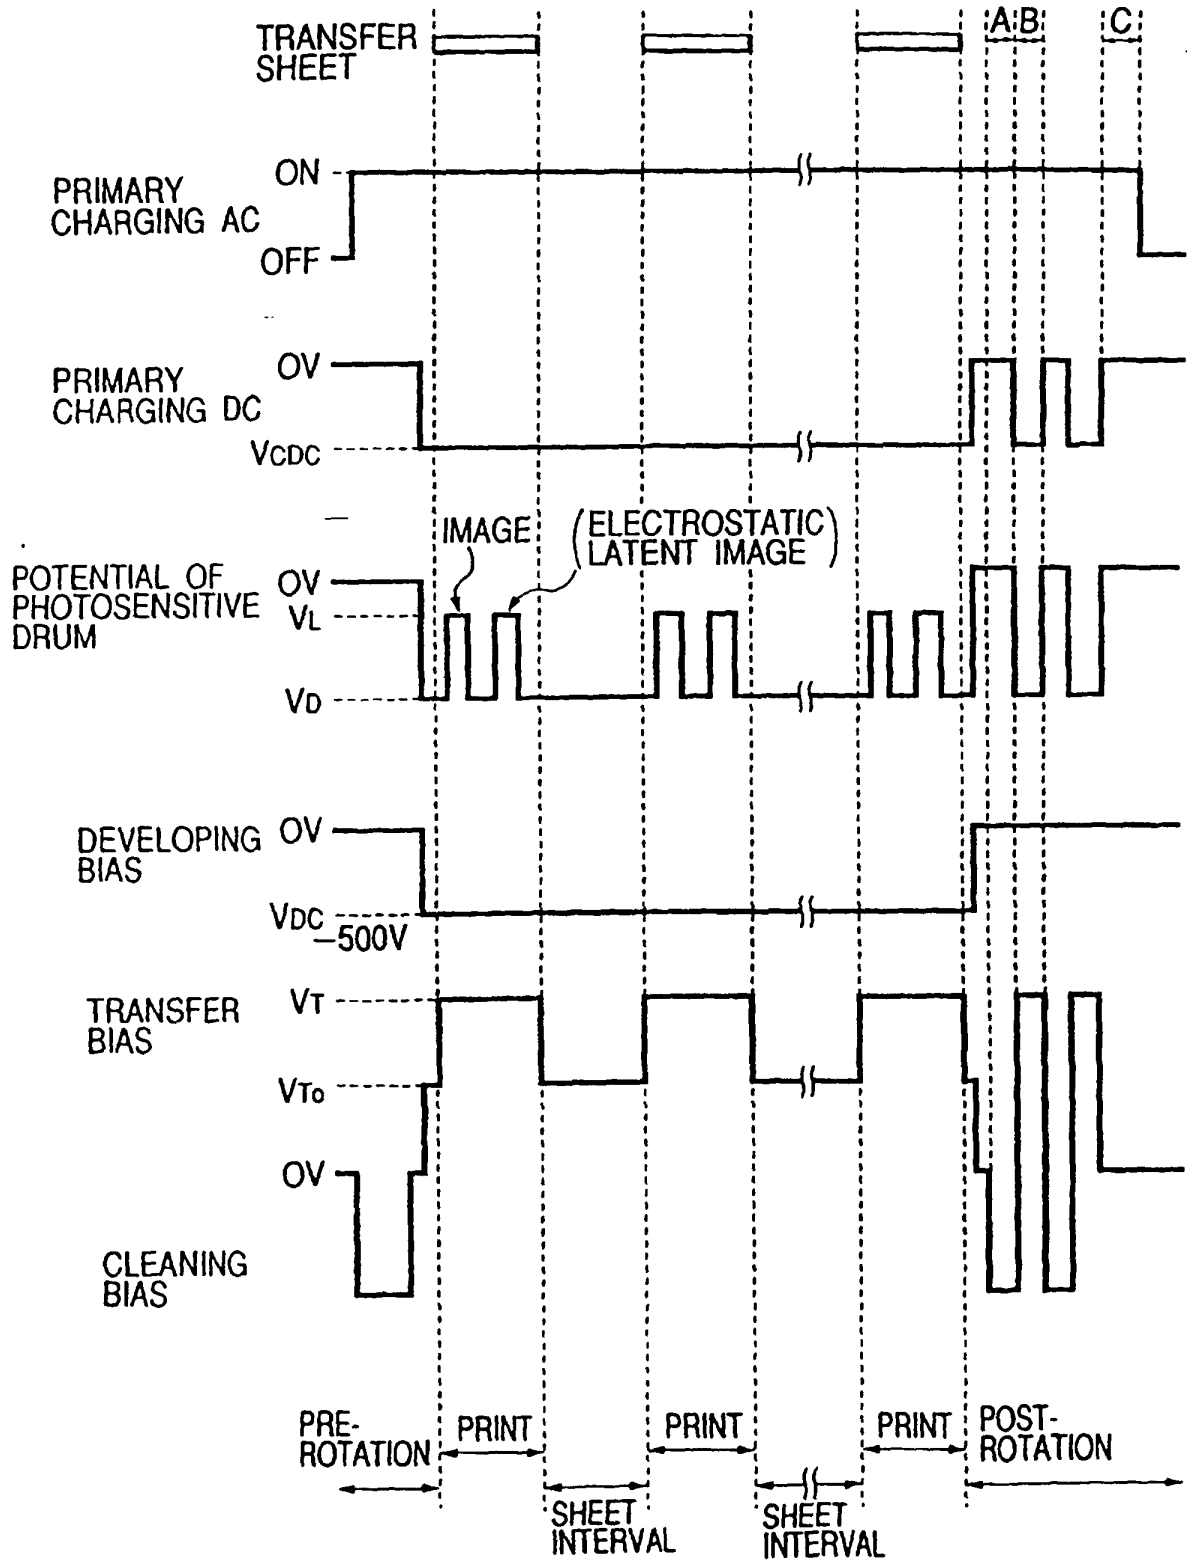 TRANSFER
SHEET
A B C
PRIMARY
CHARGING AC
ON
OFF
PRIMARY
CHARGING DC
OV
VCDC
POTENTIAL OF
PHOTOSENSITIVE
DRUM
OV
VL
VD
IMAGE
(ELECTROSTATIC
LATENT IMAGE)
DEVELOPING
BIAS
OV
VDC
-500V
TRANSFER
BIAS
VT
VTo
OV
CLEANING
BIAS
PRE-
ROTATION
PRINT
PRINT
PRINT
POST-
ROTATION
SHEET
INTERVAL
SHEET
INTERVAL